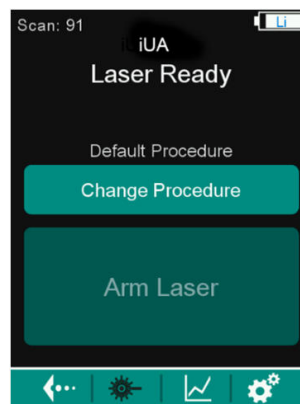 Scan: 91
Li
iUA
Laser Ready
Default Procedure
Change Procedure
Arm Laser